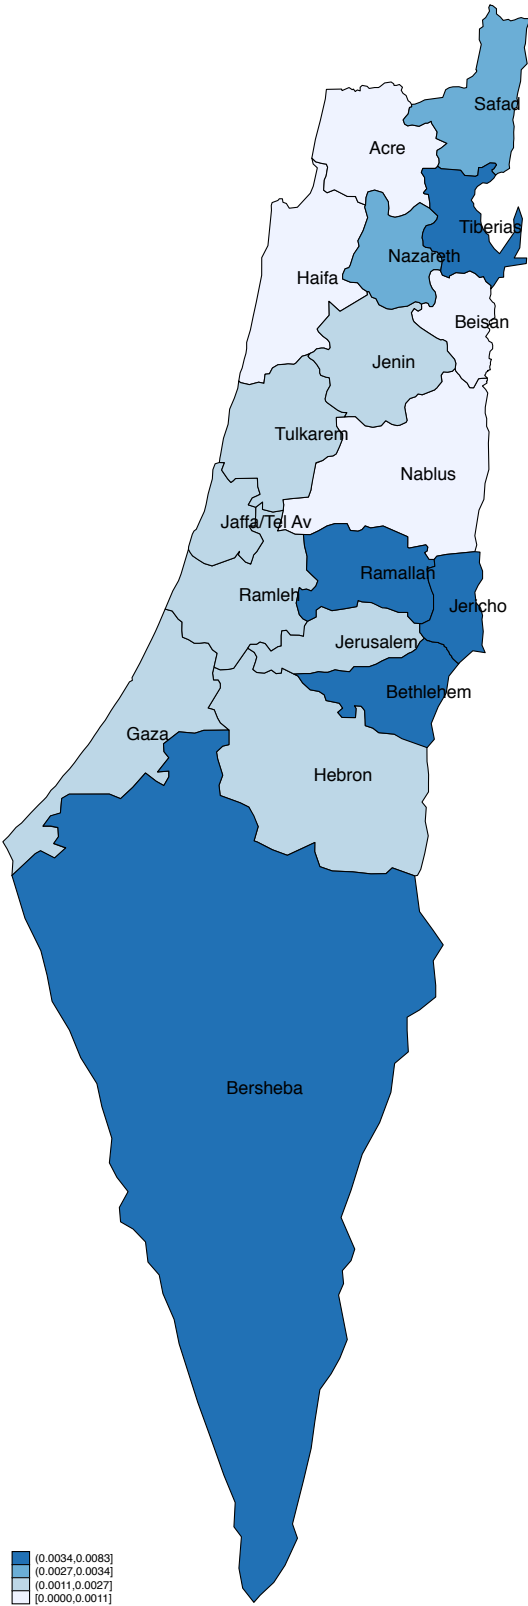 Safad
Acre
Tiberias
Nazareth
Haifa
Beisan
Jenin
Tulkarem
Nablus
Jaffa/Tel Av
Ramallah
Ramleh
Jericho
Jerusalem
Bethlehem
Gaza
Hebron
Bersheba
(0.0034,0.0083]
(0.0027,0.0034]
(0.0011,0.0027]
[0.0000,0.0011]